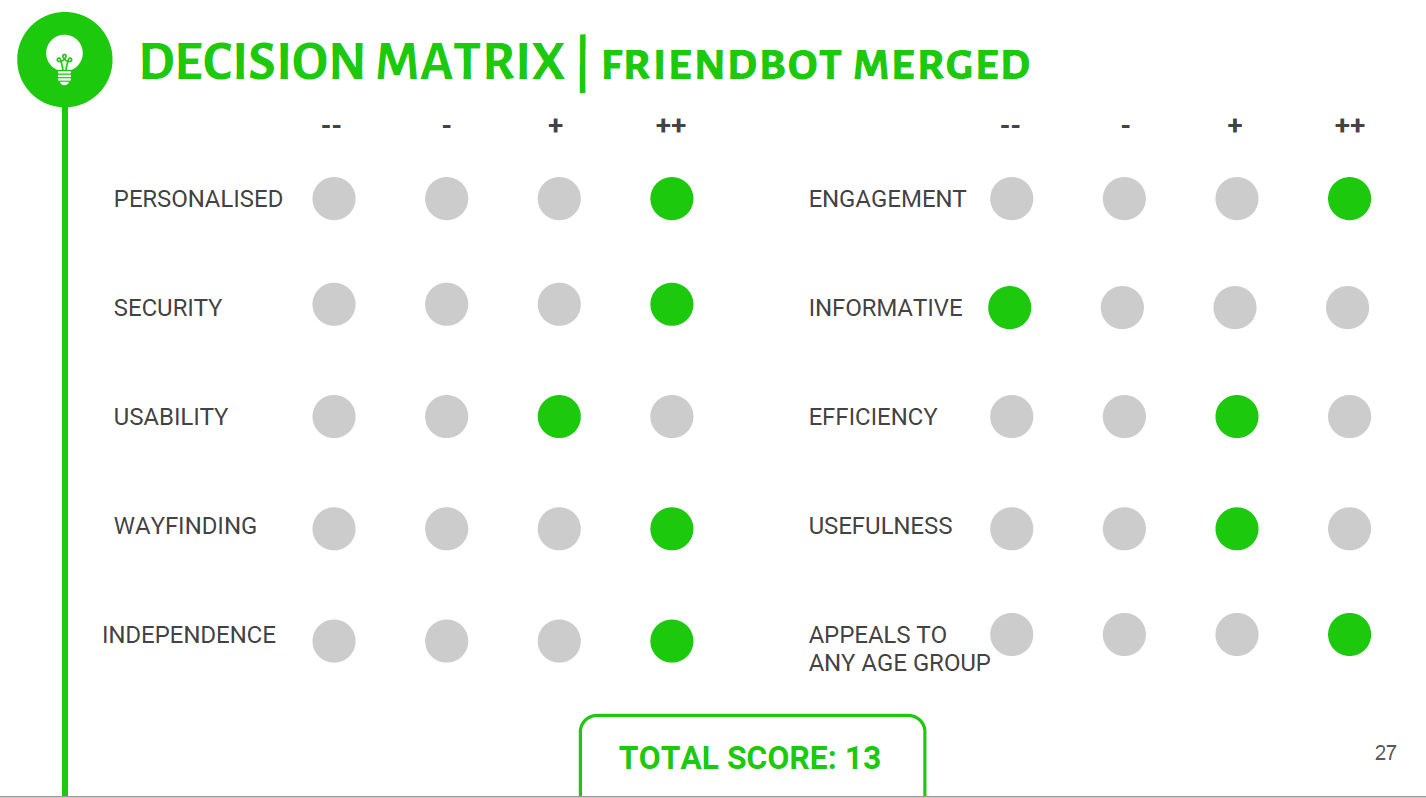 DECISION MATRIX | FRIENDBOT MERGED
-- - + ++ -- - + ++
PERSONALISED ENGAGEMENT
SECURITY INFORMATIVE
USABILITY EFFICIENCY
WAYFINDING USEFULNESS
INDEPENDENCE APPEALS TO
ANY AGE GROUP
TOTAL SCORE: 13
27